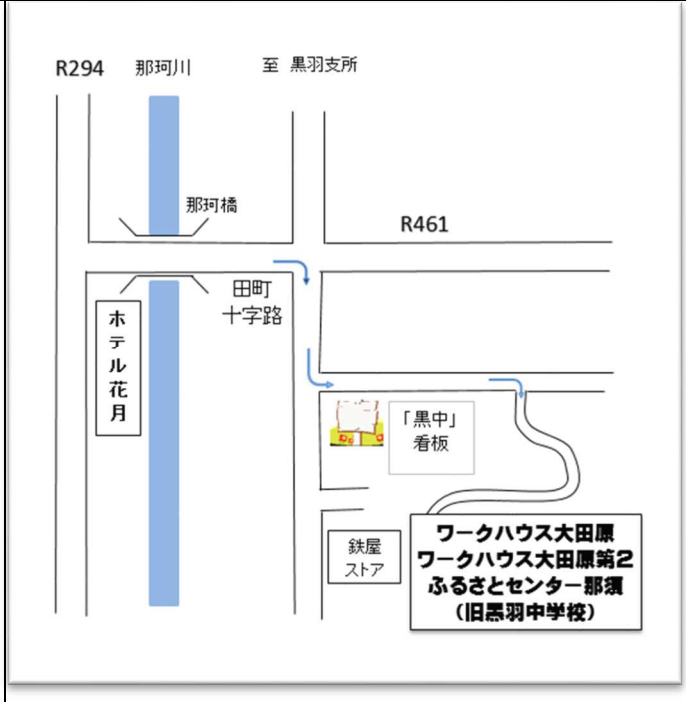 R294
那珂川
至 黒羽支所
那珂橋
R461
田町
十字路
ホテル花月
「黒中」
看板
鉄屋
ストア
ワークハウス大田原
ワークハウス大田原第2
ふるさとセンター那須
(旧黒羽中学校)